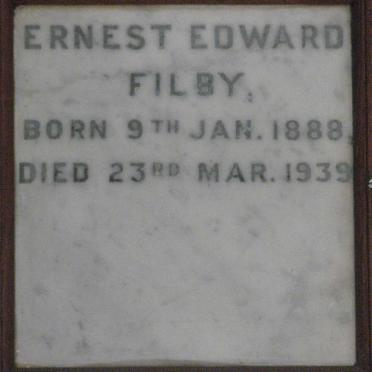 ERNEST EDWARD
FILBY,
BORN 9TH JAN. 1888,
DIED 23RD MAR. 1939